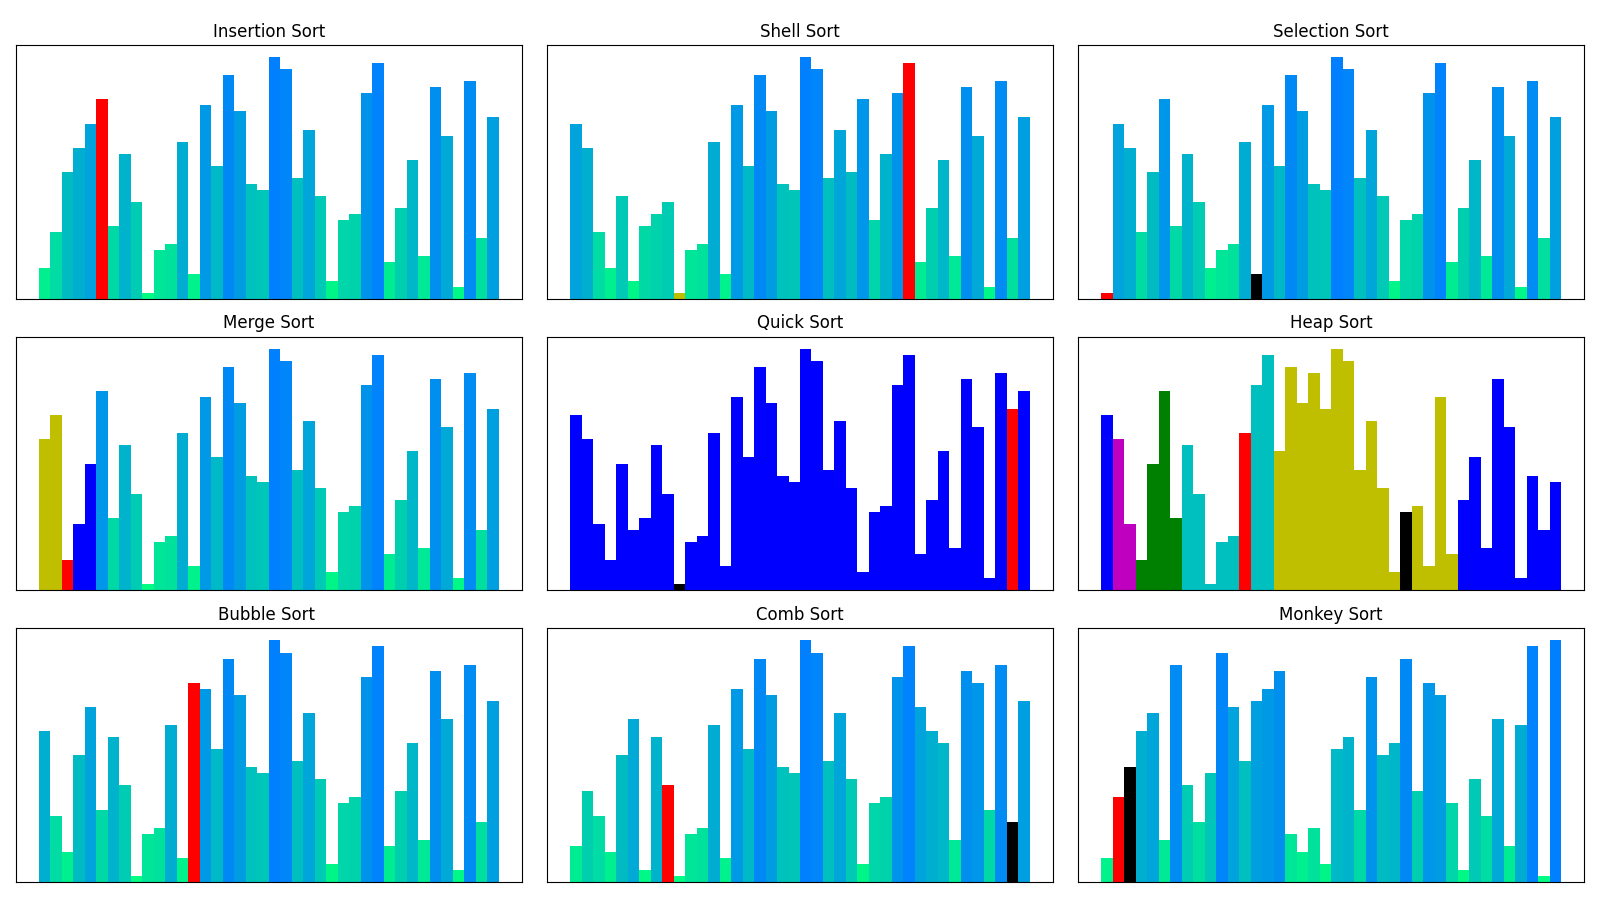 Insertion Sort
Shell Sort
Selection Sort
Merge Sort
Quick Sort
Heap Sort
Bubble Sort
Comb Sort
Monkey Sort